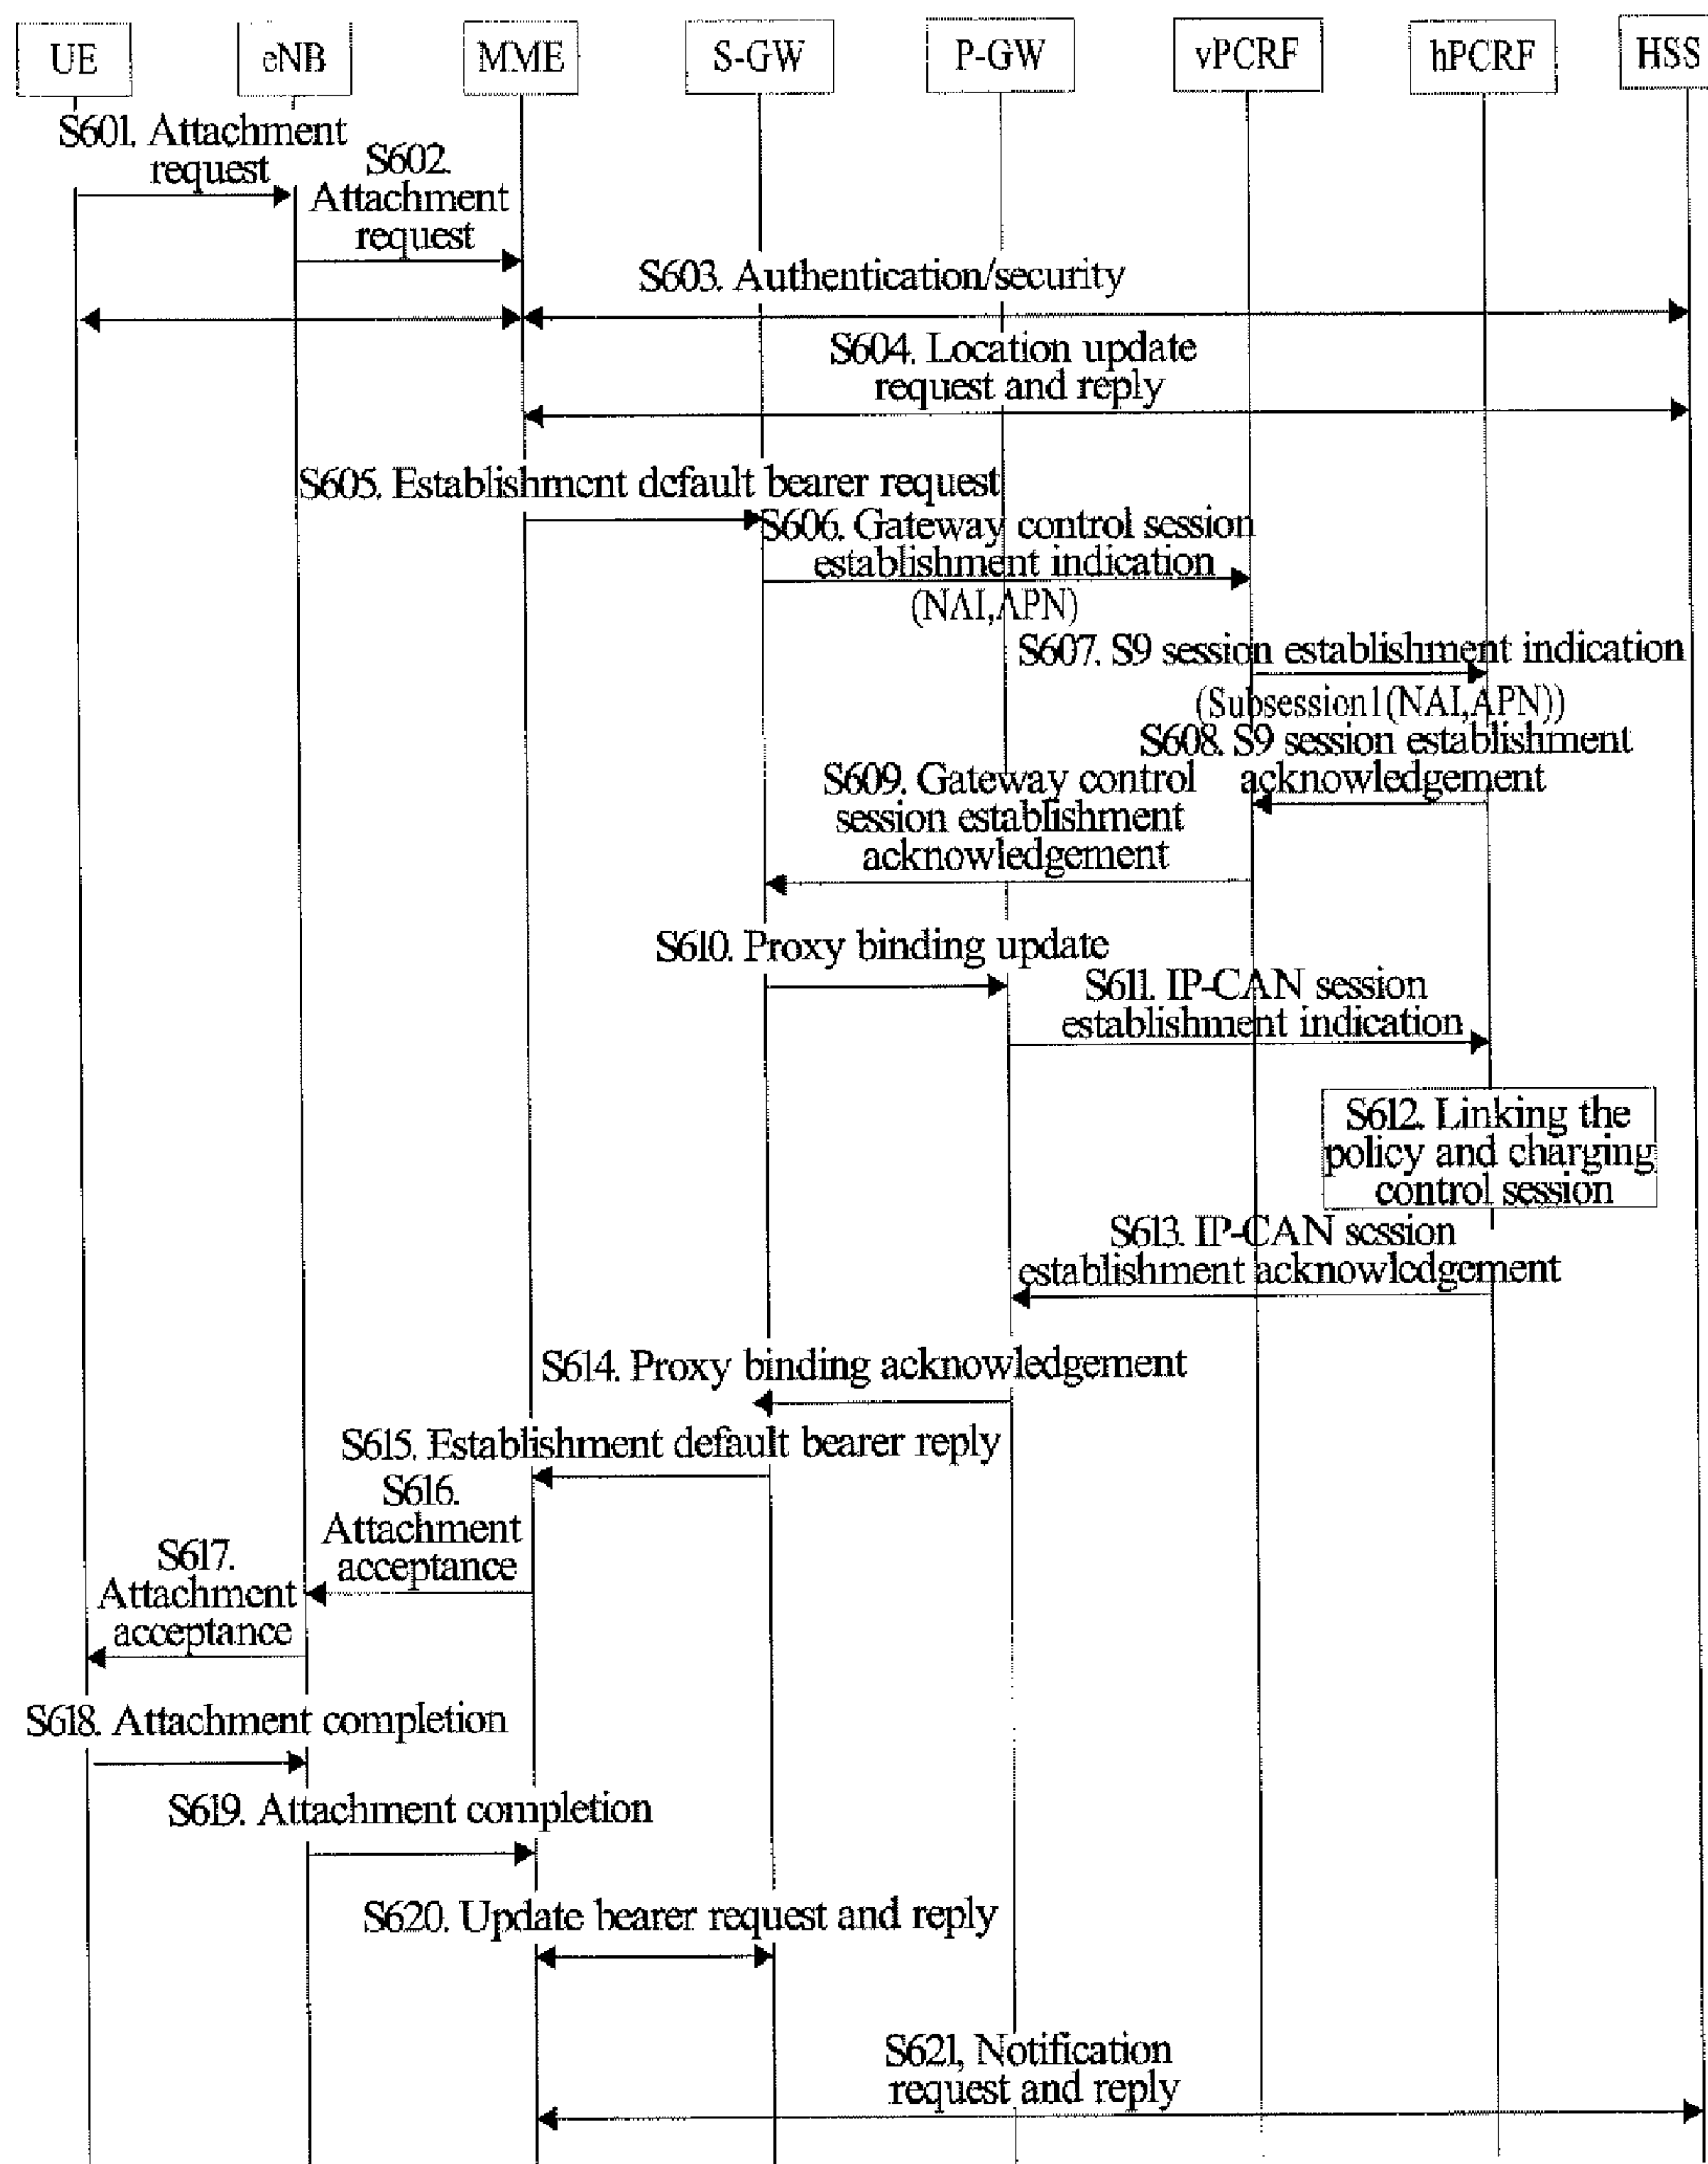 UE eNB MME S-GW P-GW vPCRF hPCRF HSS
S601. Attachment
request
S602.
Attachment
request
S603. Authentication/security
S604. Location update
request and reply
S605. Establishment default bearer request
S606. Gateway control session
establishment indication
(NAI,APN)
S607. S9 session establishment indication
(Subsession1(NAI,APN))
S608. S9 session establishment
acknowledgement
S609. Gateway control
session establishment
acknowledgement
S610. Proxy binding update
S611. IP-CAN session
establishment indication
S612. Linking the
policy and charging
control session
S613. IP-CAN session
establishment acknowledgement
S614. Proxy binding acknowledgement
S615. Establishment default bearer reply
S616.
Attachment
acceptance
S617.
Attachment
acceptance
S618. Attachment completion
S619. Attachment completion
S620. Update bearer request and reply
S621, Notification
request and reply